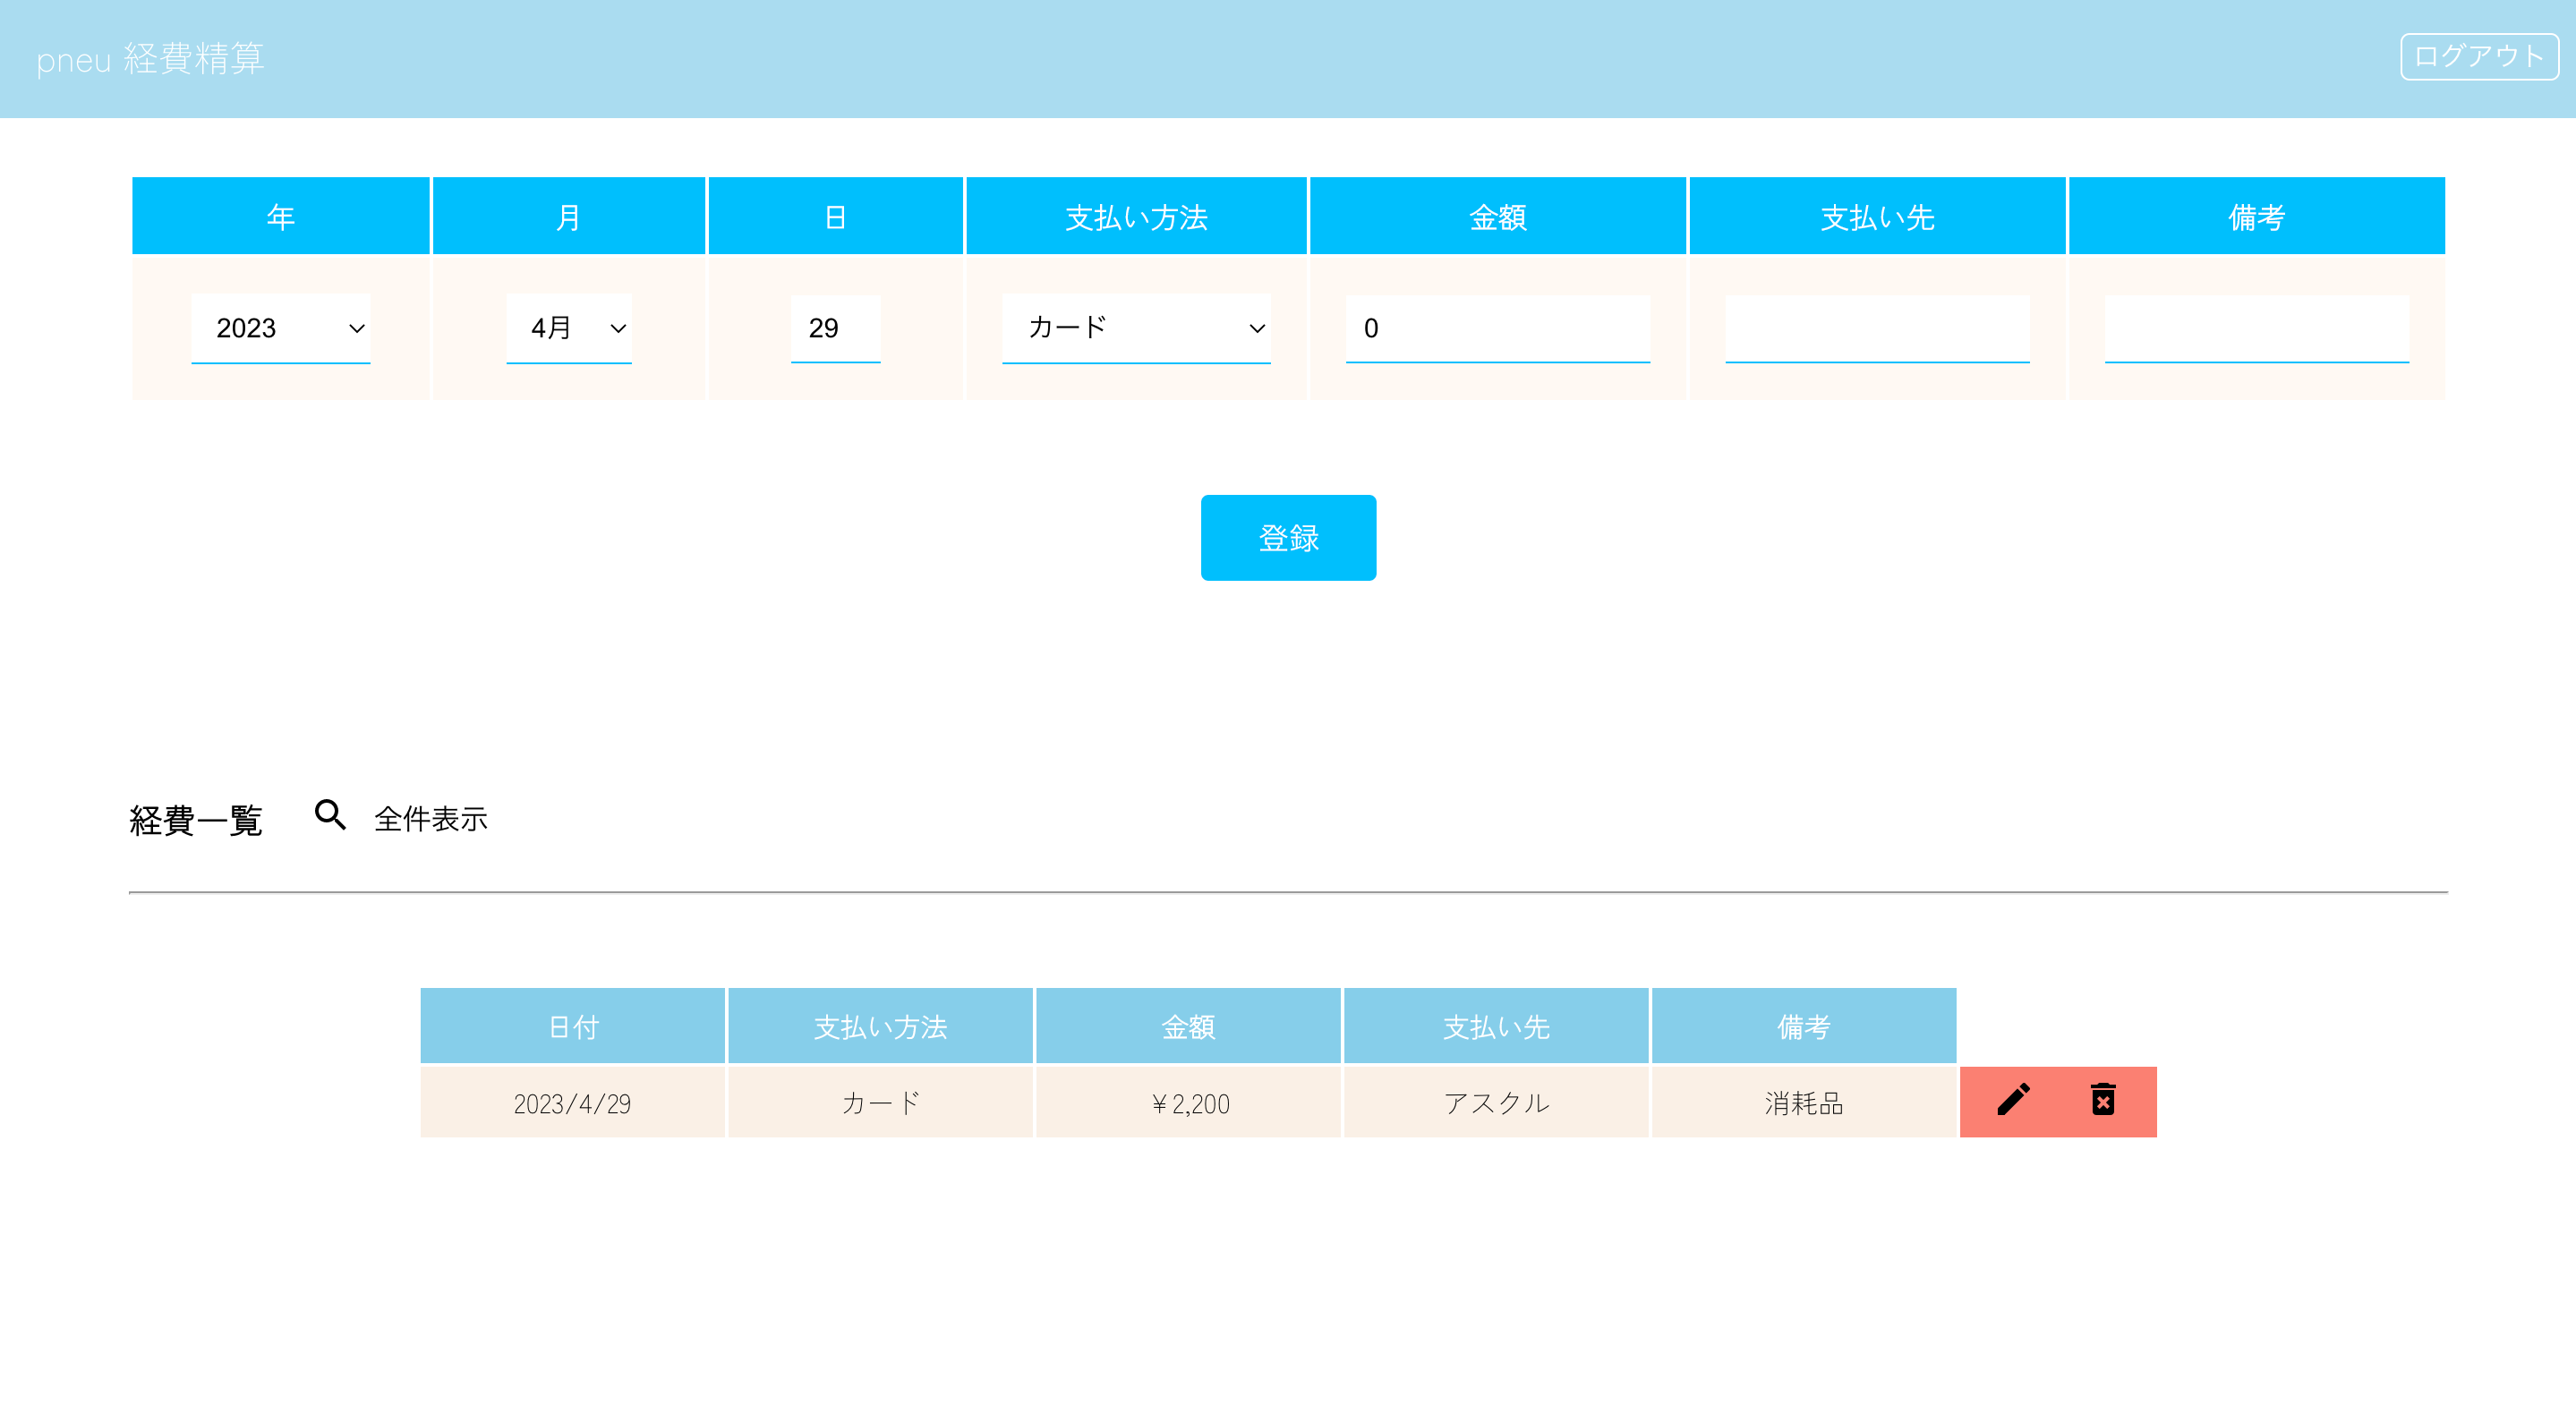 pneu 経費精算 ログアウト
年 月 日 支払い方法 金額 支払い先 備考
2023 4月 29 カード 0
登録
経費一覧 全件表示
日付 支払い方法 金額 支払い先 備考
2023/4/29 カード ¥2,200 アスクル 消耗品